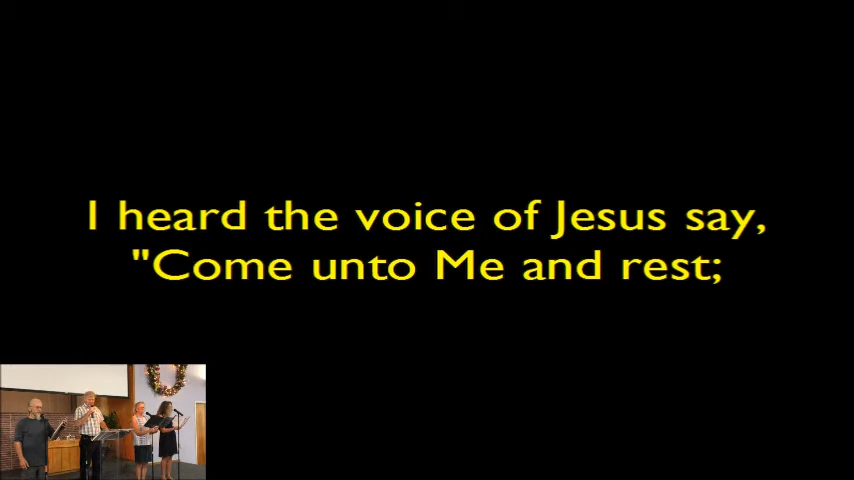 I heard the voice of Jesus say,
"Come unto Me and rest;